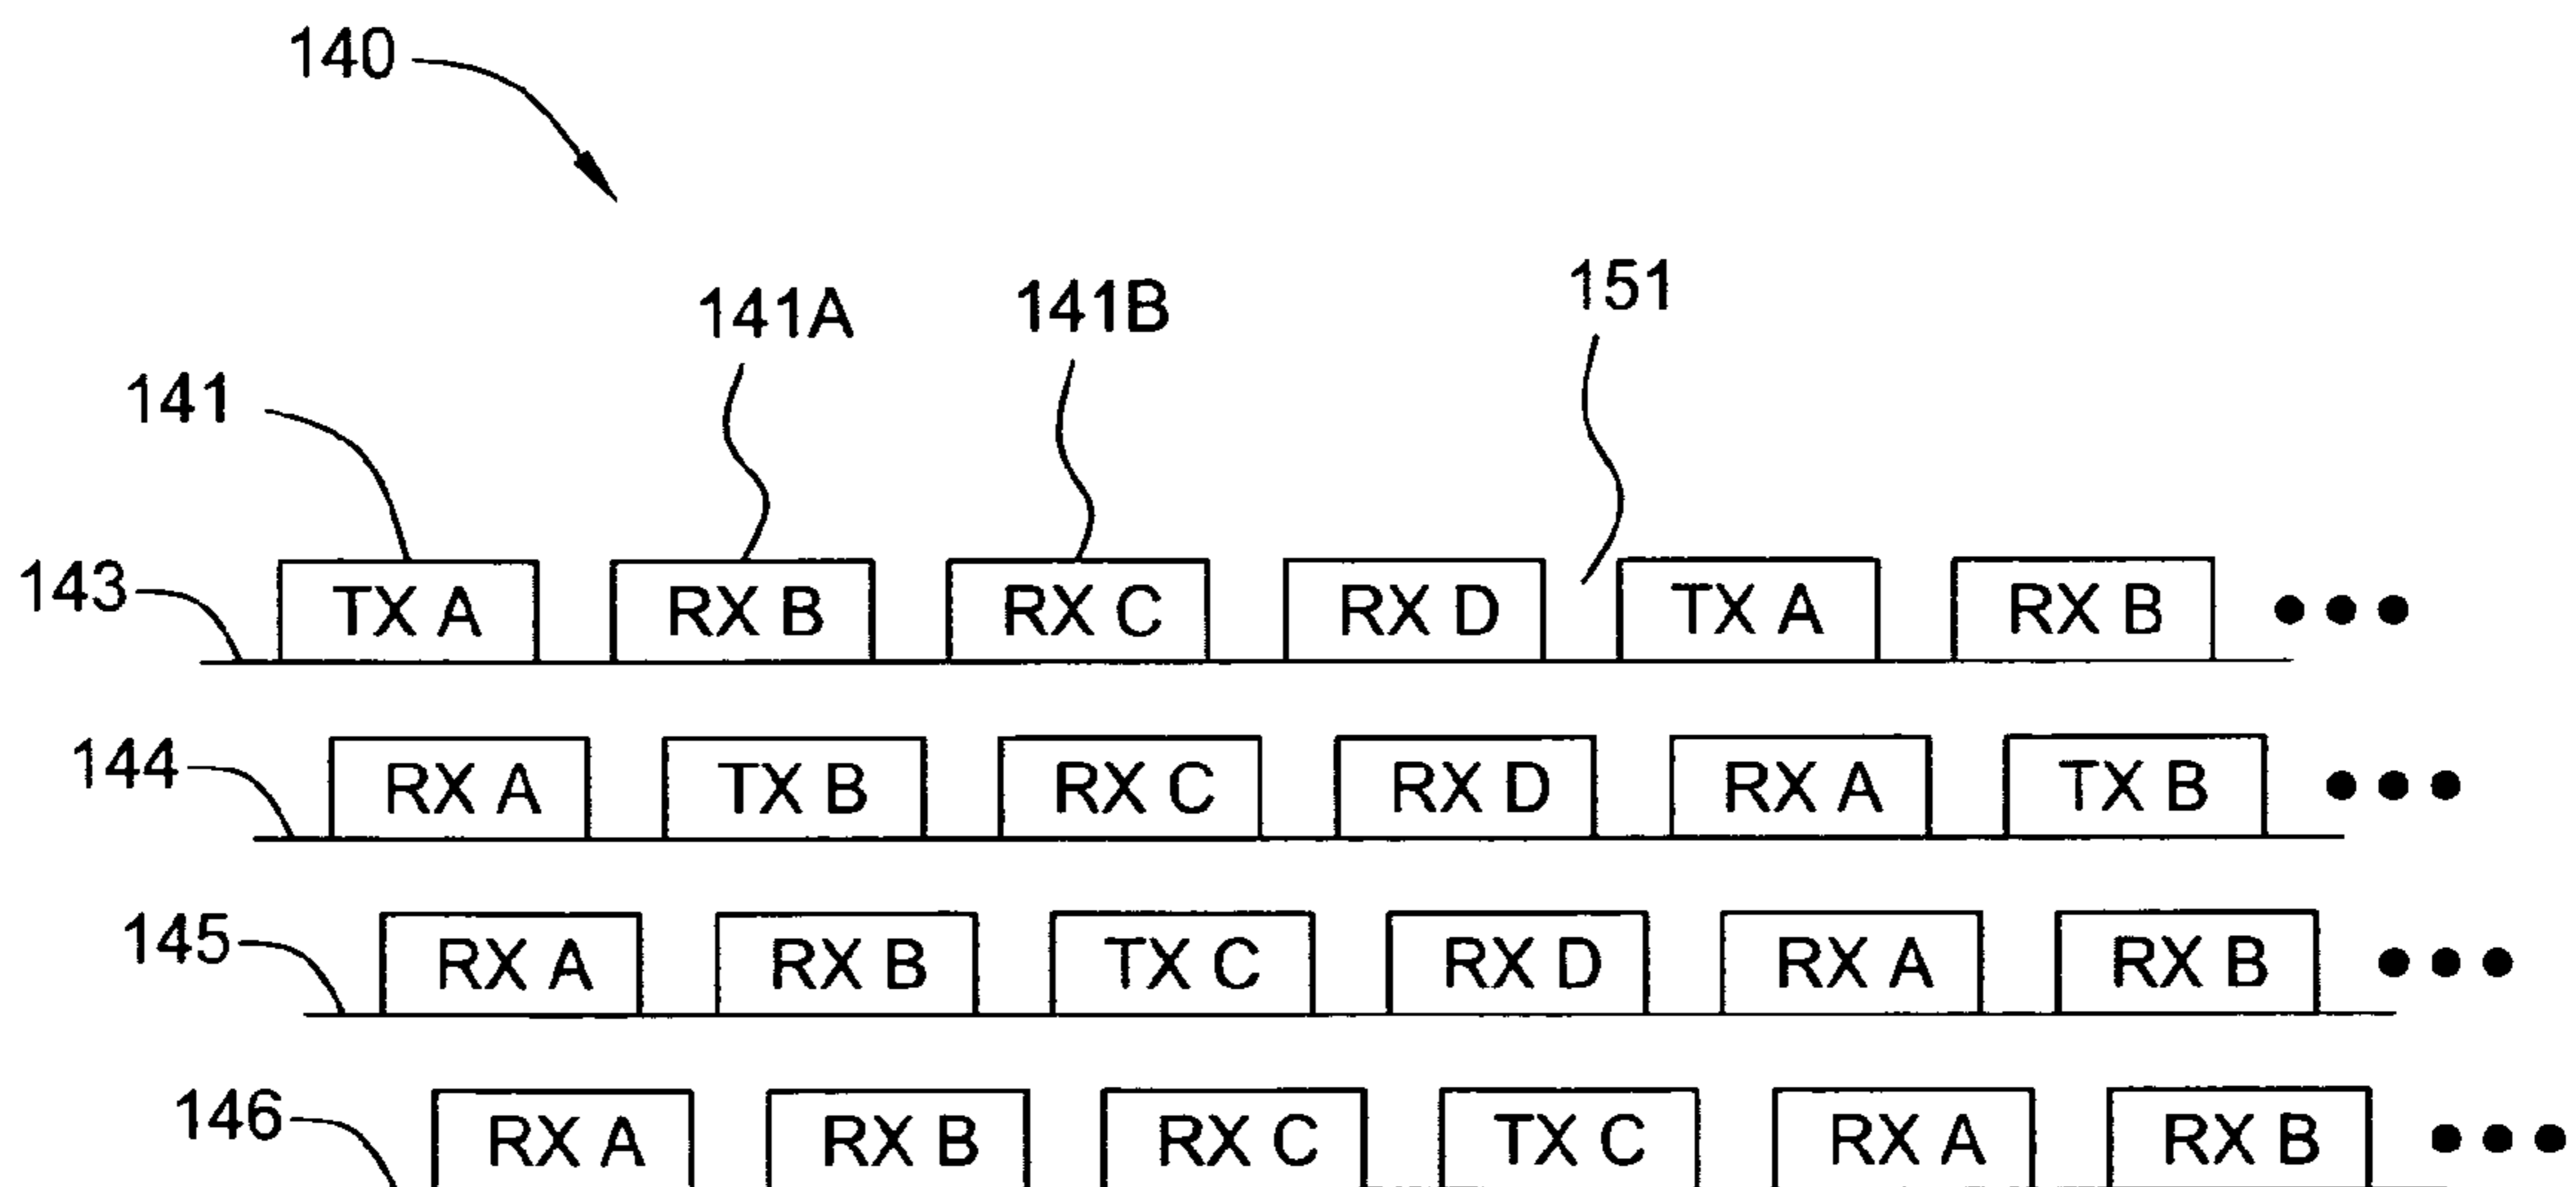 140
151
141A 141B
141
143 TX A RX B RX C RX D TX A RX B •••
144 RX A TX B RX C RX D RX A TX B •••
145 RX A RX B TX C RX D RX A RX B •••
146 RX A RX B RX C TX C RX A RX B •••